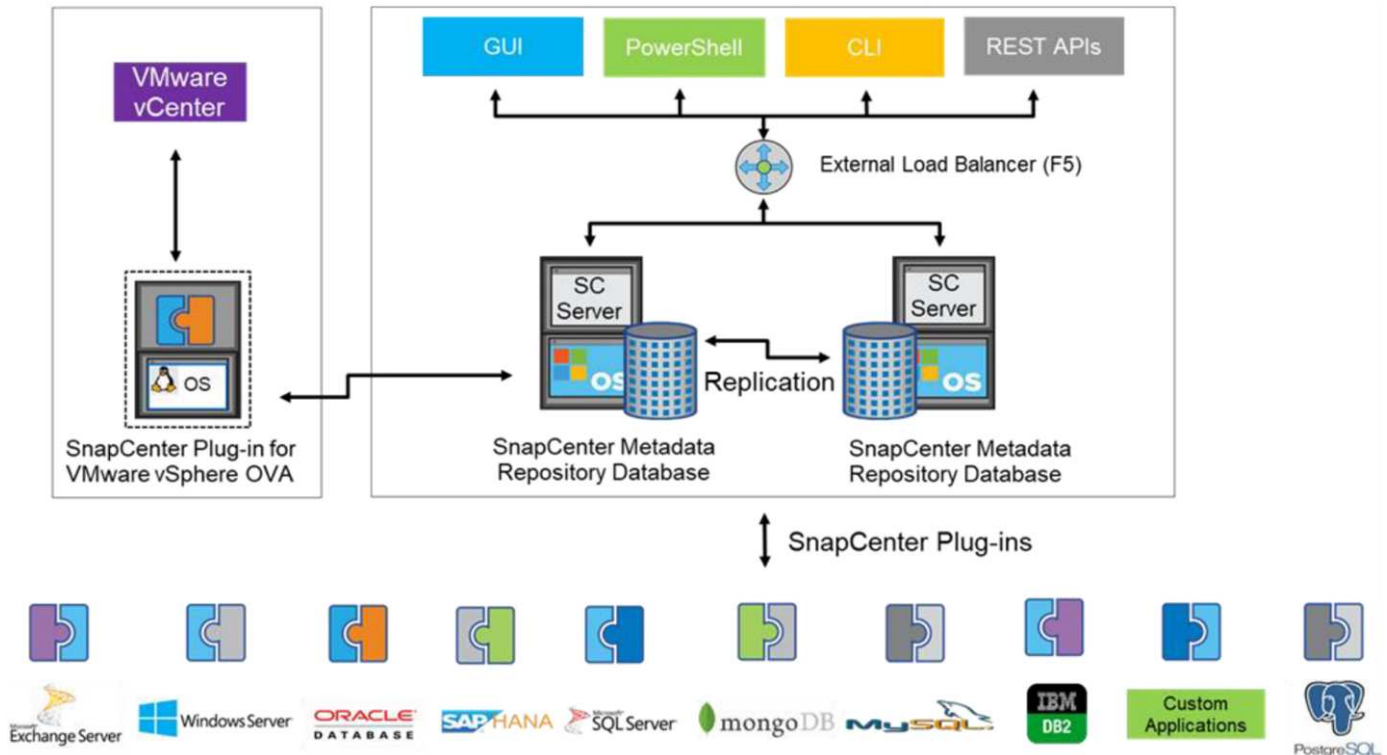 GUI
PowerShell
CLI
REST APIs
VMware
vCenter
External Load Balancer (F5)
SC
Server
SC
Server
OS
OS
OS
Replication
SnapCenter Plug-in for
VMware vSphere OVA
SnapCenter Metadata
Repository Database
SnapCenter Metadata
Repository Database
SnapCenter Plug-ins
Microsoft
Exchange Server
Windows Server
ORACLE
DATABASE
SAP HANA
Microsoft
SQL Server
mongoDB
MySQL
IBM
DB2
Custom
Applications
PostgreSQL